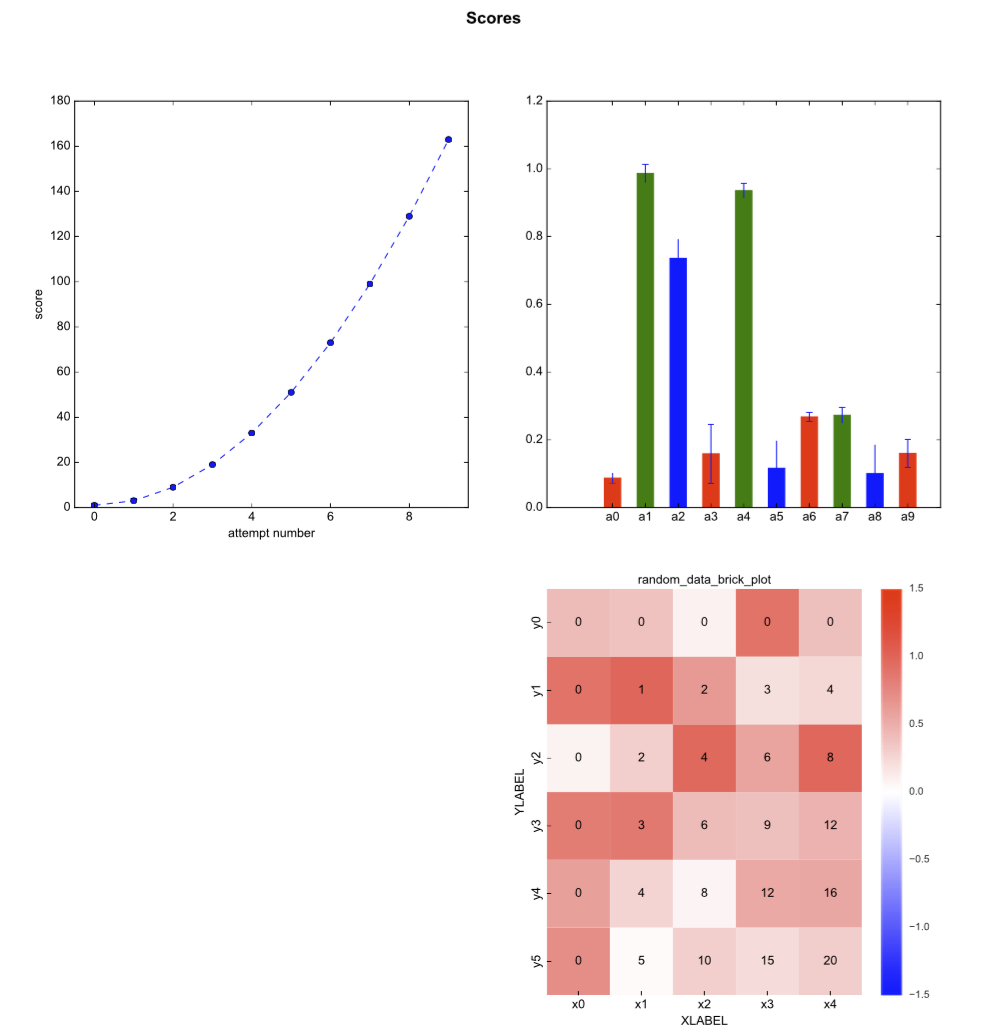 Scores
180
160
140
120
100
80
60
40
20
0
score
0 2 4 6 8
attempt number
1.2
1.0
0.8
0.6
0.4
0.2
0.0
a0 a1 a2 a3 a4 a5 a6 a7 a8 a9
random_data_brick_plot
YLABEL
y0 0 0 0 0 0
y1 0 1 2 3 4
y2 0 2 4 6 8
y3 0 3 6 9 12
y4 0 4 8 12 16
y5 0 5 10 15 20
x0 x1 x2 x3 x4
XLABEL
1.5
1.0
0.5
0.0
−0.5
−1.0
−1.5